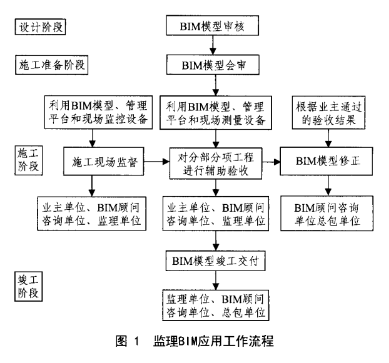 设计阶段
BIM模型审核
施工准备阶段
BIM模型会审
利用BIM模型、管理
平台和现场监控设备
利用BIM模型、管理
平台和现场测量设备
根据业主通过
的验收结果
施工
阶段
施工现场监督
对分部分项工程
进行辅助验收
BIM模型修正
业主单位、BIM顾问
咨询单位、监理单位
业主单位、BIM顾问
咨询单位、监理单位
BIM顾问咨询
单位总包单位
BIM模型竣工交付
竣工
阶段
监理单位、BIM顾问
咨询单位、总包单位
图 1 监理BIM应用工作流程